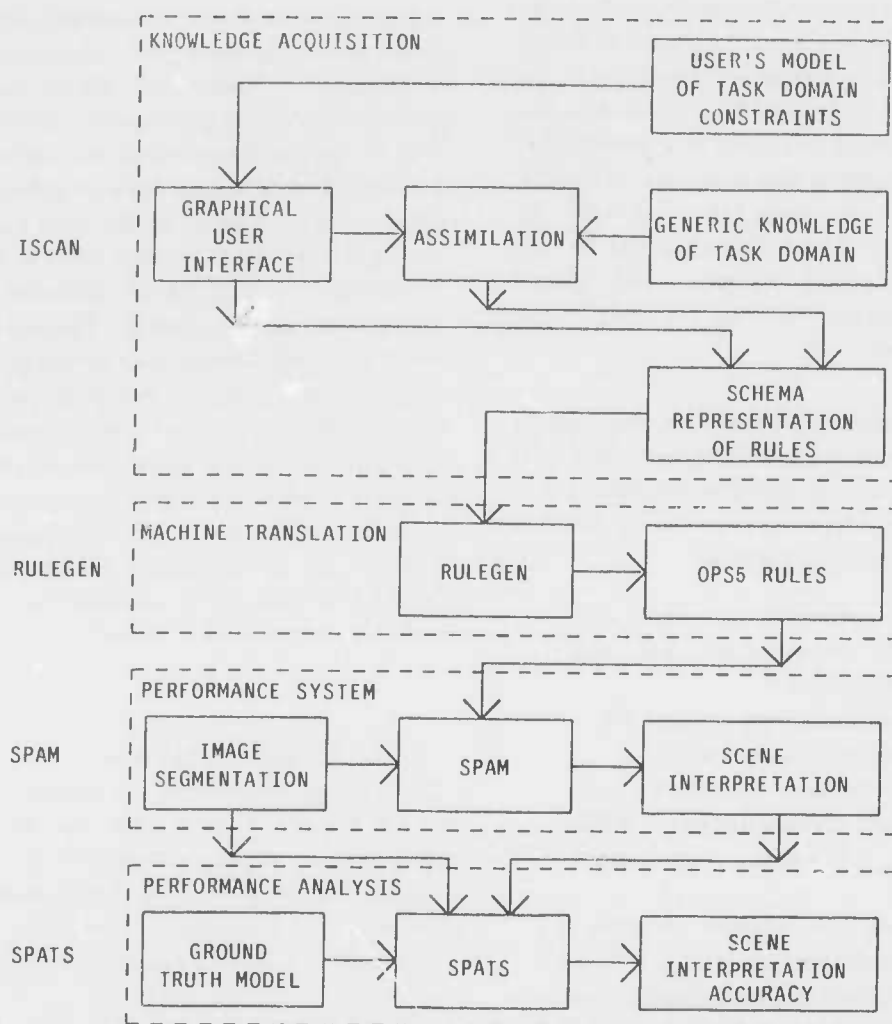 KNOWLEDGE ACQUISITION
USER'S MODEL
OF TASK DOMAIN
CONSTRAINTS
ISCAN
GRAPHICAL
USER
INTERFACE
ASSIMILATION
GENERIC KNOWLEDGE
OF TASK DOMAIN
SCHEMA
REPRESENTATION
OF RULES
MACHINE TRANSLATION
RULEGEN
RULEGEN
OPS5 RULES
PERFORMANCE SYSTEM
SPAM
IMAGE
SEGMENTATION
SPAM
SCENE
INTERPRETATION
PERFORMANCE ANALYSIS
SPATS
GROUND
TRUTH MODEL
SPATS
SCENE
INTERPRETATION
ACCURACY